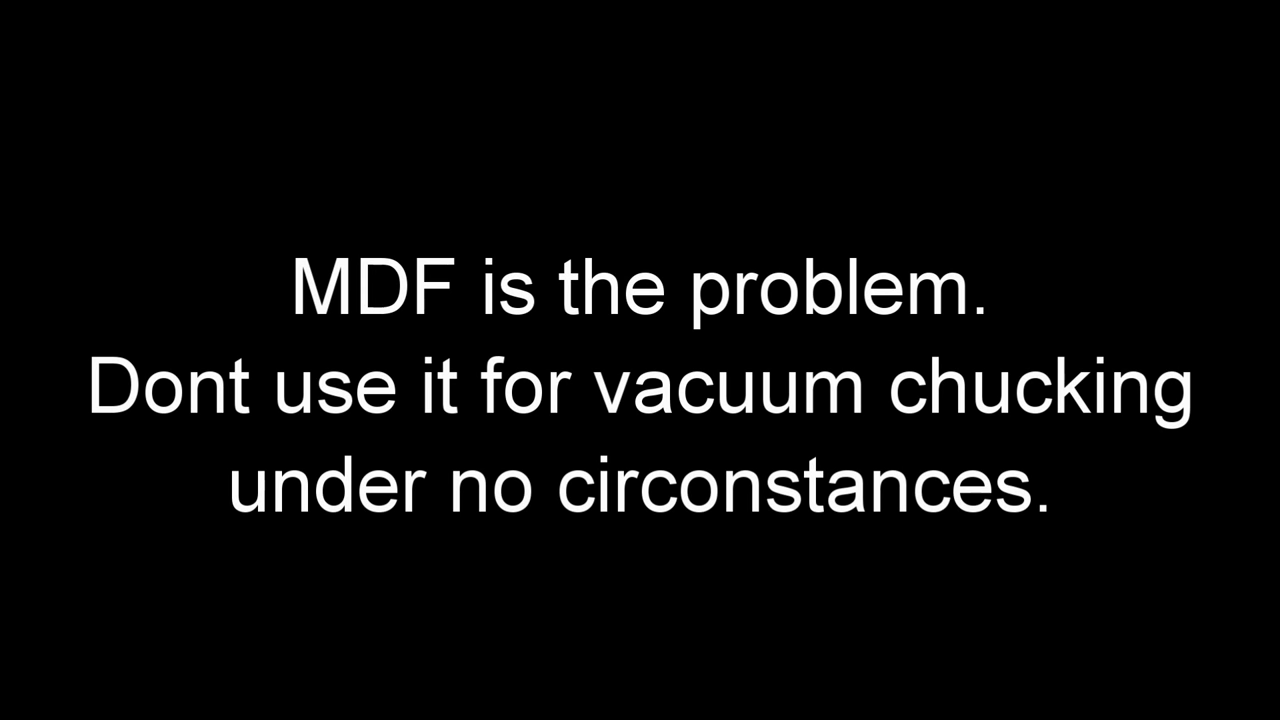 MDF is the problem.
Dont use it for vacuum chucking
under no circonstances.